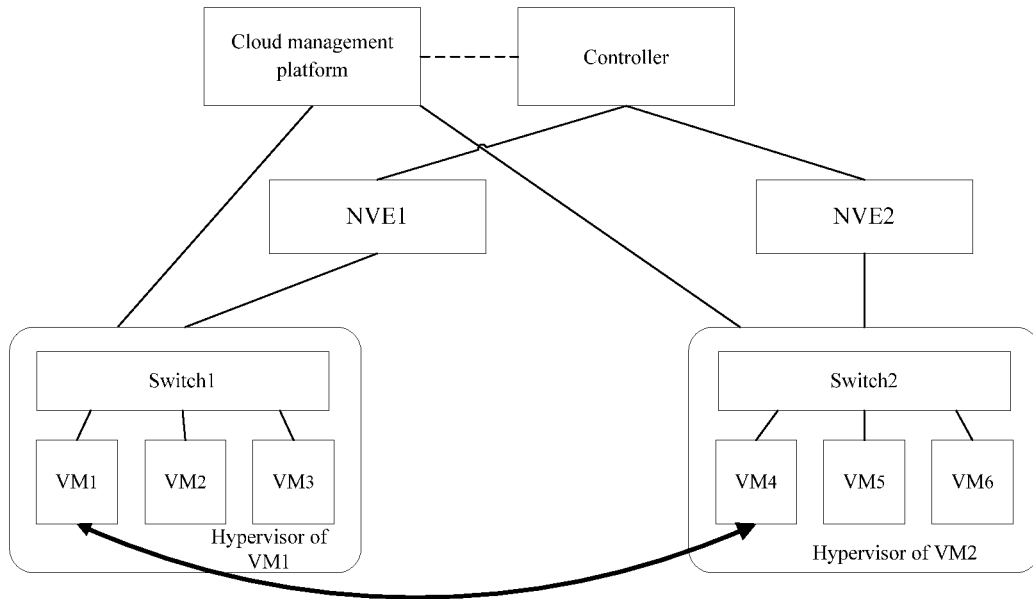 Cloud management
platform
Controller
NVE1
NVE2
Switch1
Switch2
VM1
VM2
VM3
VM4
VM5
VM6
Hypervisor of
VM1
Hypervisor of VM2